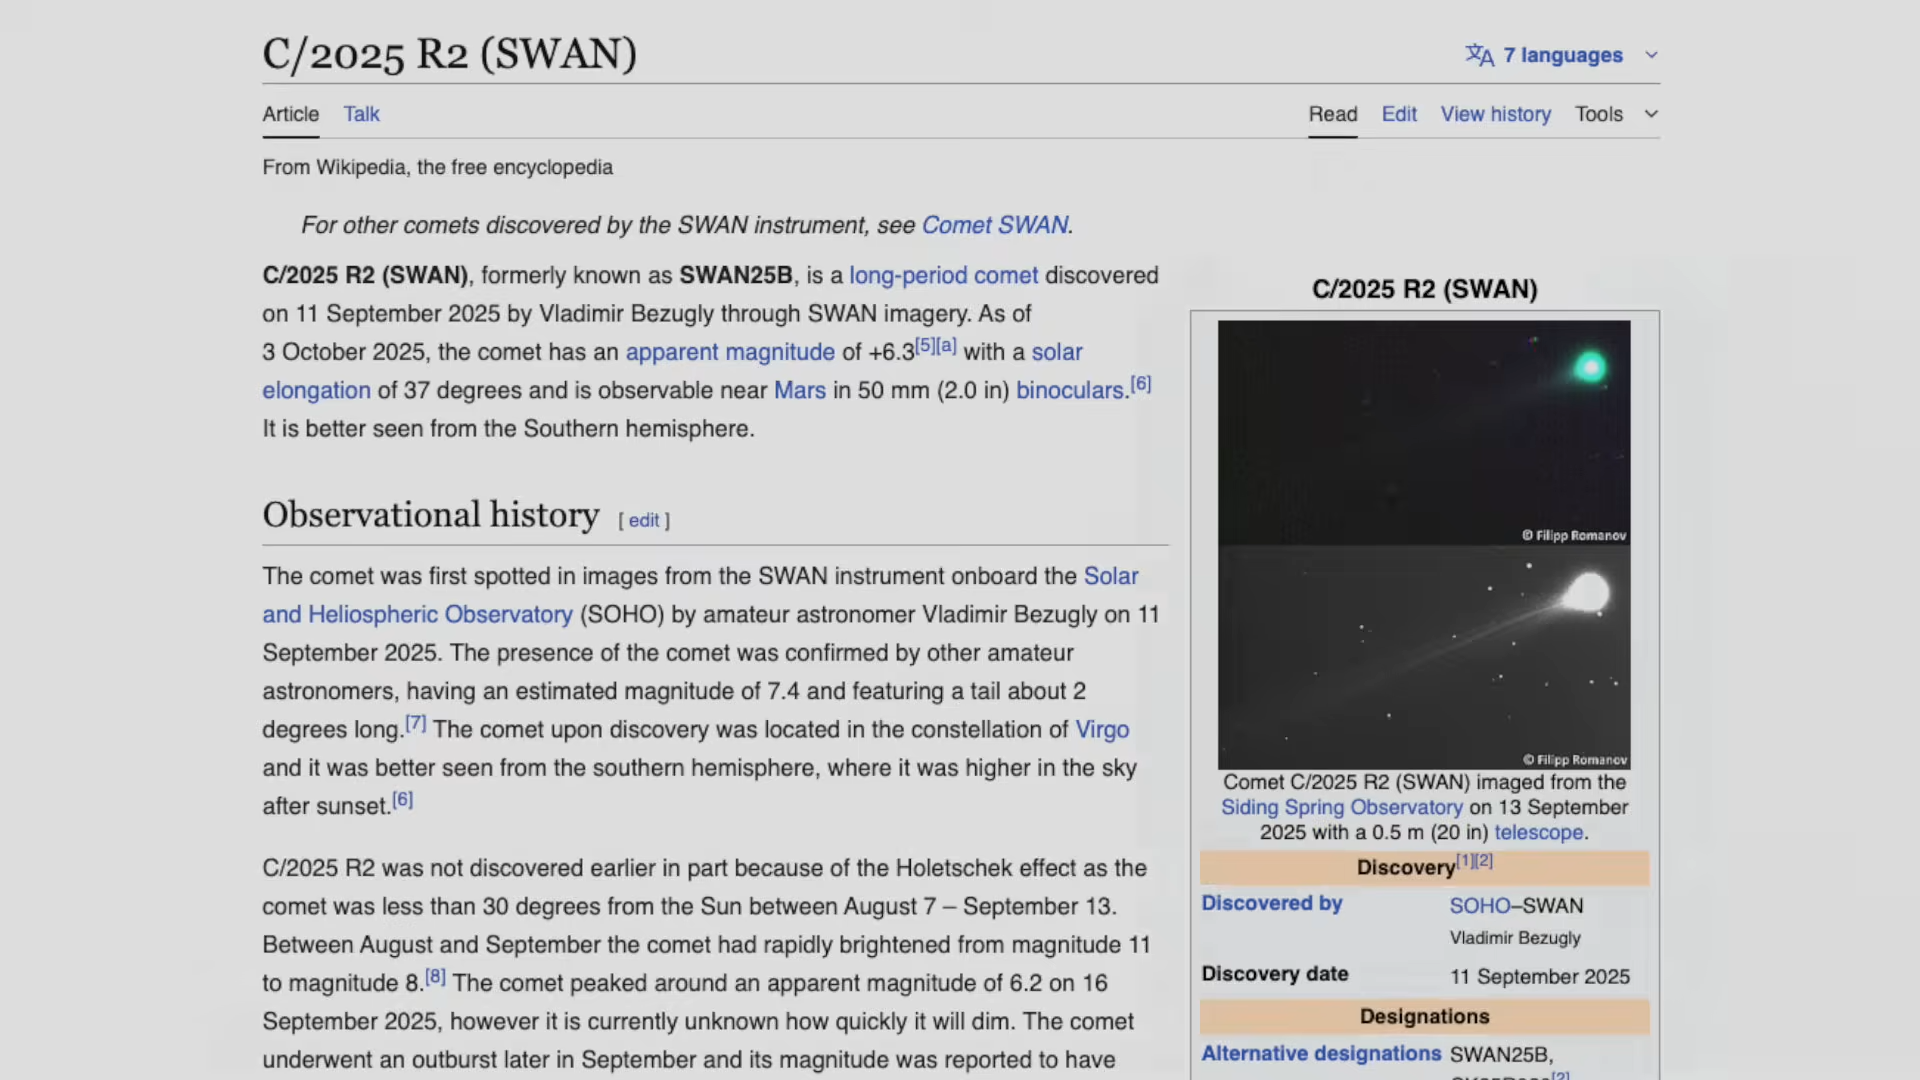 C/2025 R2 (SWAN)
7 languages
Article Talk
Read Edit View history Tools
From Wikipedia, the free encyclopedia
For other comets discovered by the SWAN instrument, see Comet SWAN.
C/2025 R2 (SWAN), formerly known as SWAN25B, is a long-period comet discovered
on 11 September 2025 by Vladimir Bezugly through SWAN imagery. As of
3 October 2025, the comet has an apparent magnitude of +6.3[5][a] with a solar
elongation of 37 degrees and is observable near Mars in 50 mm (2.0 in) binoculars.[6]
It is better seen from the Southern hemisphere.
Observational history [ edit ]
The comet was first spotted in images from the SWAN instrument onboard the Solar
and Heliospheric Observatory (SOHO) by amateur astronomer Vladimir Bezugly on 11
September 2025. The presence of the comet was confirmed by other amateur
astronomers, having an estimated magnitude of 7.4 and featuring a tail about 2
degrees long.[7] The comet upon discovery was located in the constellation of Virgo
and it was better seen from the southern hemisphere, where it was higher in the sky
after sunset.[6]
C/2025 R2 was not discovered earlier in part because of the Holetschek effect as the
comet was less than 30 degrees from the Sun between August 7 – September 13.
Between August and September the comet had rapidly brightened from magnitude 11
to magnitude 8.[8] The comet peaked around an apparent magnitude of 6.2 on 16
September 2025, however it is currently unknown how quickly it will dim. The comet
underwent an outburst later in September and its magnitude was reported to have
C/2025 R2 (SWAN)
© Filipp Romanov
© Filipp Romanov
Comet C/2025 R2 (SWAN) imaged from the
Siding Spring Observatory on 13 September
2025 with a 0.5 m (20 in) telescope.
Discovery[1][2]
Discovered by SOHO–SWAN
Vladimir Bezugly
Discovery date 11 September 2025
Designations
Alternative designations SWAN25B,
[2]